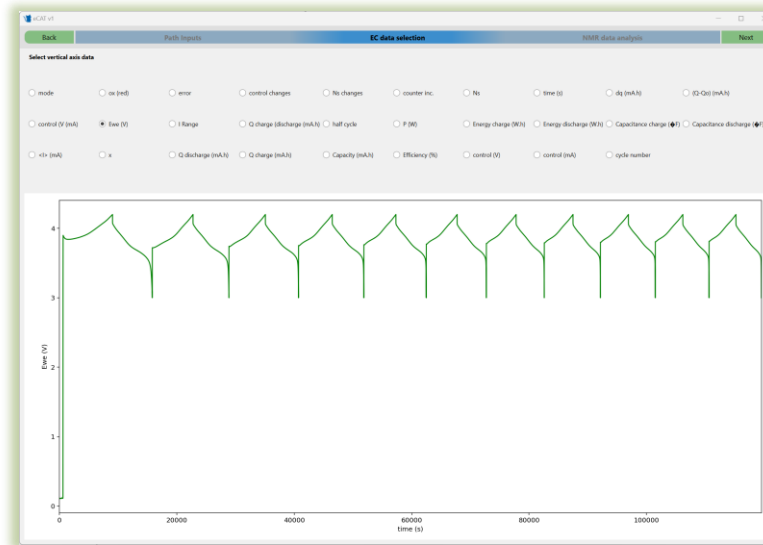 eCAT v1
Back Path Inputs EC data selection NMR data analysis Next
Select vertical axis data
mode ox (red) error control changes Ns changes counter inc. Ns time (s) dq (mA.h) (Q-Qo) (mA.h)
control (V (mA) Ewe (V) I Range Q charge (discharge (mA.h) half cycle P (W) Energy charge (W.h) Energy discharge (W.h) Capacitance charge (�F) Capacitance discharge (�F)
<I> (mA) x Q discharge (mA.h) Q charge (mA.h) Capacity (mA.h) Efficiency (%) control (V) control (mA) cycle number
4
3
Ewe (V)
2
1
0
0 20000 40000 60000 80000 100000
time (s)